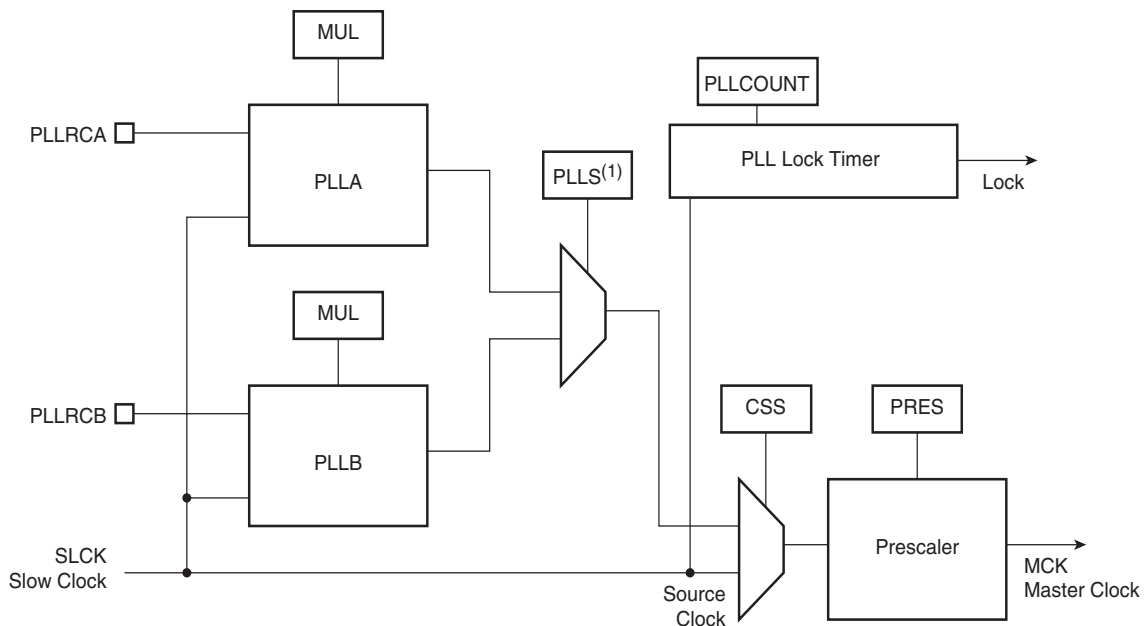 MUL
PLLCOUNT
PLLRCA
PLL Lock Timer
PLLA
PLLS(1)
Lock
MUL
PLLRCB
CSS
PRES
PLLB
Prescaler
SLCK
Slow Clock
MCK
Master Clock
Source
Clock